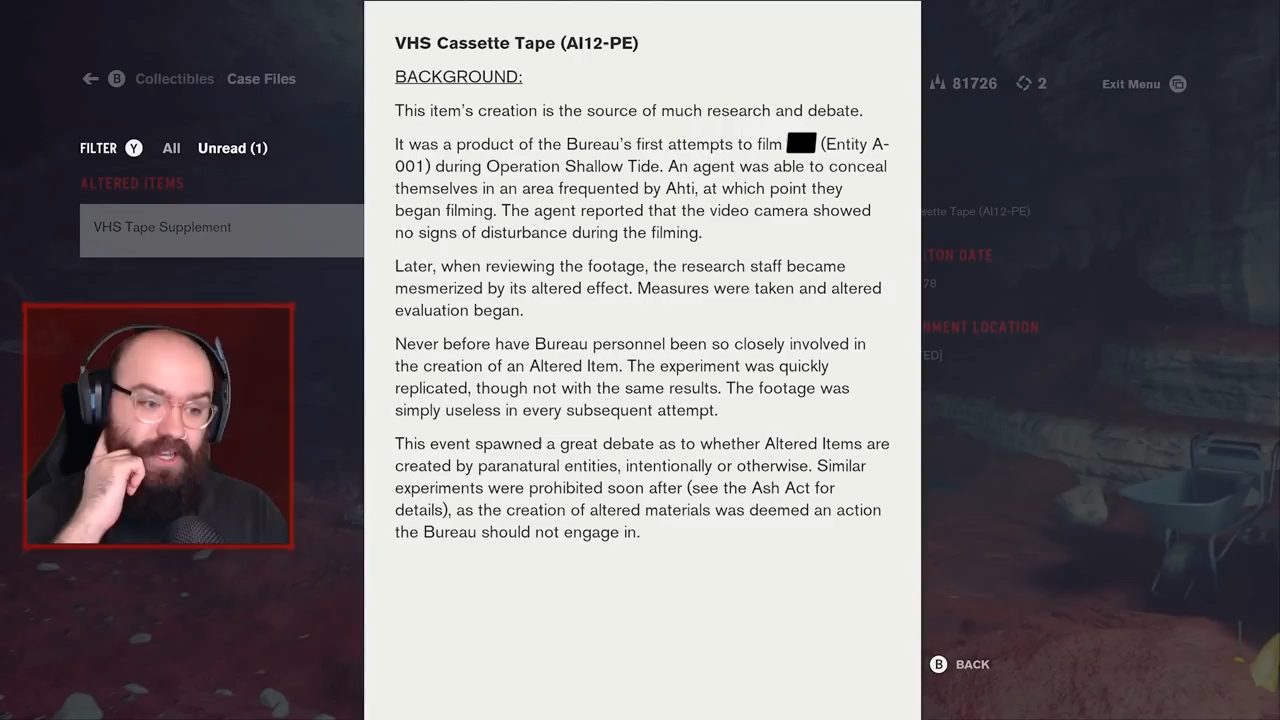 VHS Cassette Tape (AI12-PE)
BACKGROUND:
This item's creation is the source of much research and debate.
It was a product of the Bureau's first attempts to film (Entity A-
001) during Operation Shallow Tide. An agent was able to conceal
themselves in an area frequented by Ahti, at which point they
began filming. The agent reported that the video camera showed
no signs of disturbance during the filming.
Later, when reviewing the footage, the research staff became
mesmerized by its altered effect. Measures were taken and altered
evaluation began.
Never before have Bureau personnel been so closely involved in
the creation of an Altered Item. The experiment was quickly
replicated, though not with the same results. The footage was
simply useless in every subsequent attempt.
This event spawned a great debate as to whether Altered Items are
created by paranatural entities, intentionally or otherwise. Similar
experiments were prohibited soon after (see the Ash Act for
details), as the creation of altered materials was deemed an action
the Bureau should not engage in.
B Collectibles Case Files
FILTER Y All Unread (1)
ALTERED ITEMS
VHS Tape Supplement
81726 2 Exit Menu
Tape (AI12-PE)
DATE
78
LOCATION
B BACK